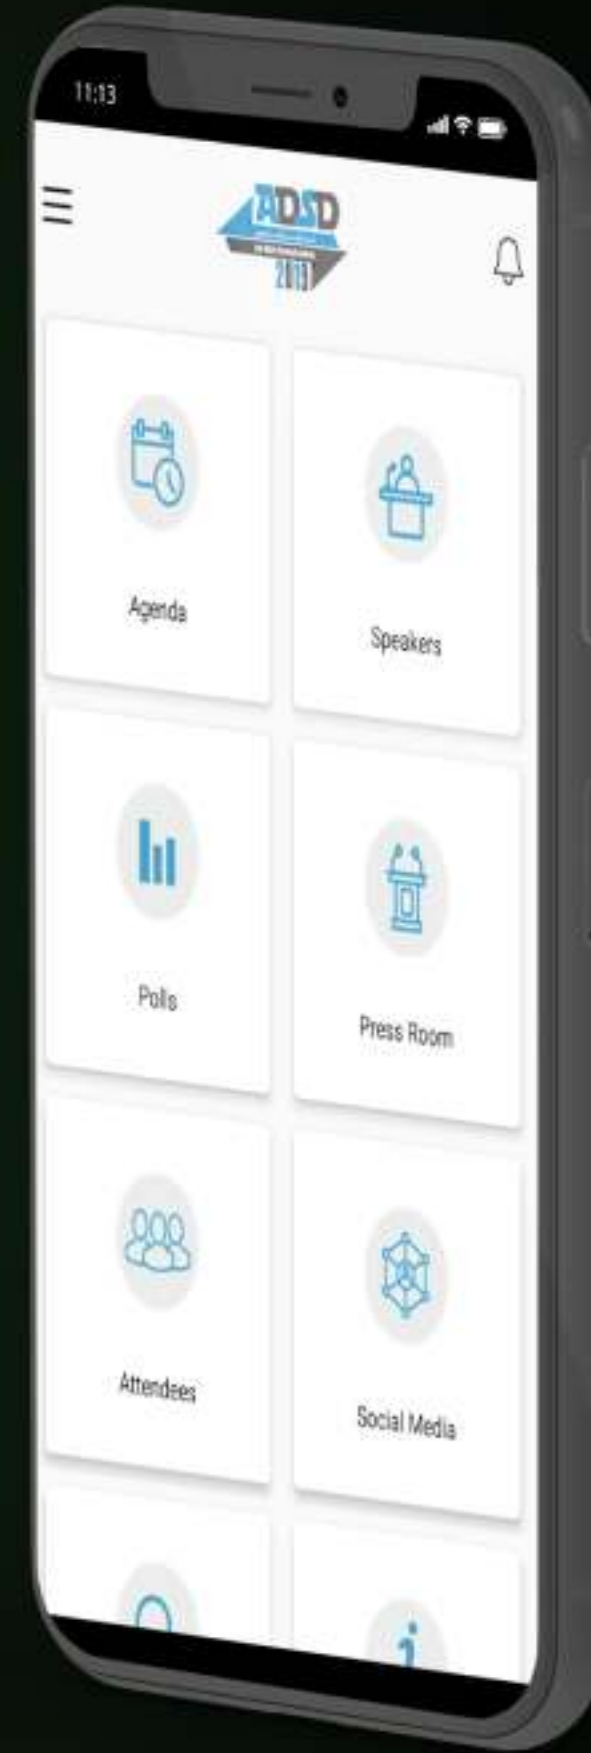 11:13
ADSD
2019
Agenda
Speakers
Polls
Press Room
Attendees
Social Media